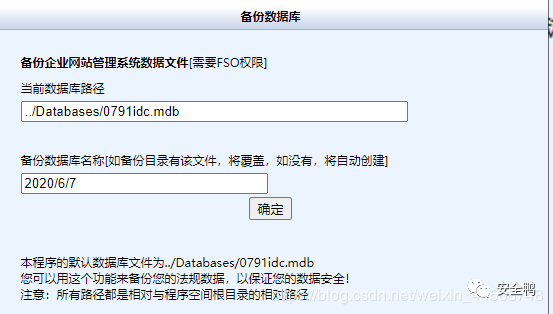 备份数据库
备份企业网站管理系统数据文件[需要FSO权限]
当前数据库路径
../Databases/0791idc.mdb
备份数据库名称[如备份目录有该文件，将覆盖，如没有，将自动创建]
2020/6/7
确定
本程序的默认数据库文件为../Databases/0791idc.mdb
您可以用这个功能来备份您的法规数据，以保证您的数据安全！
注意：所有路径都是相对与程序空间根目录的相对路径
安全鸭